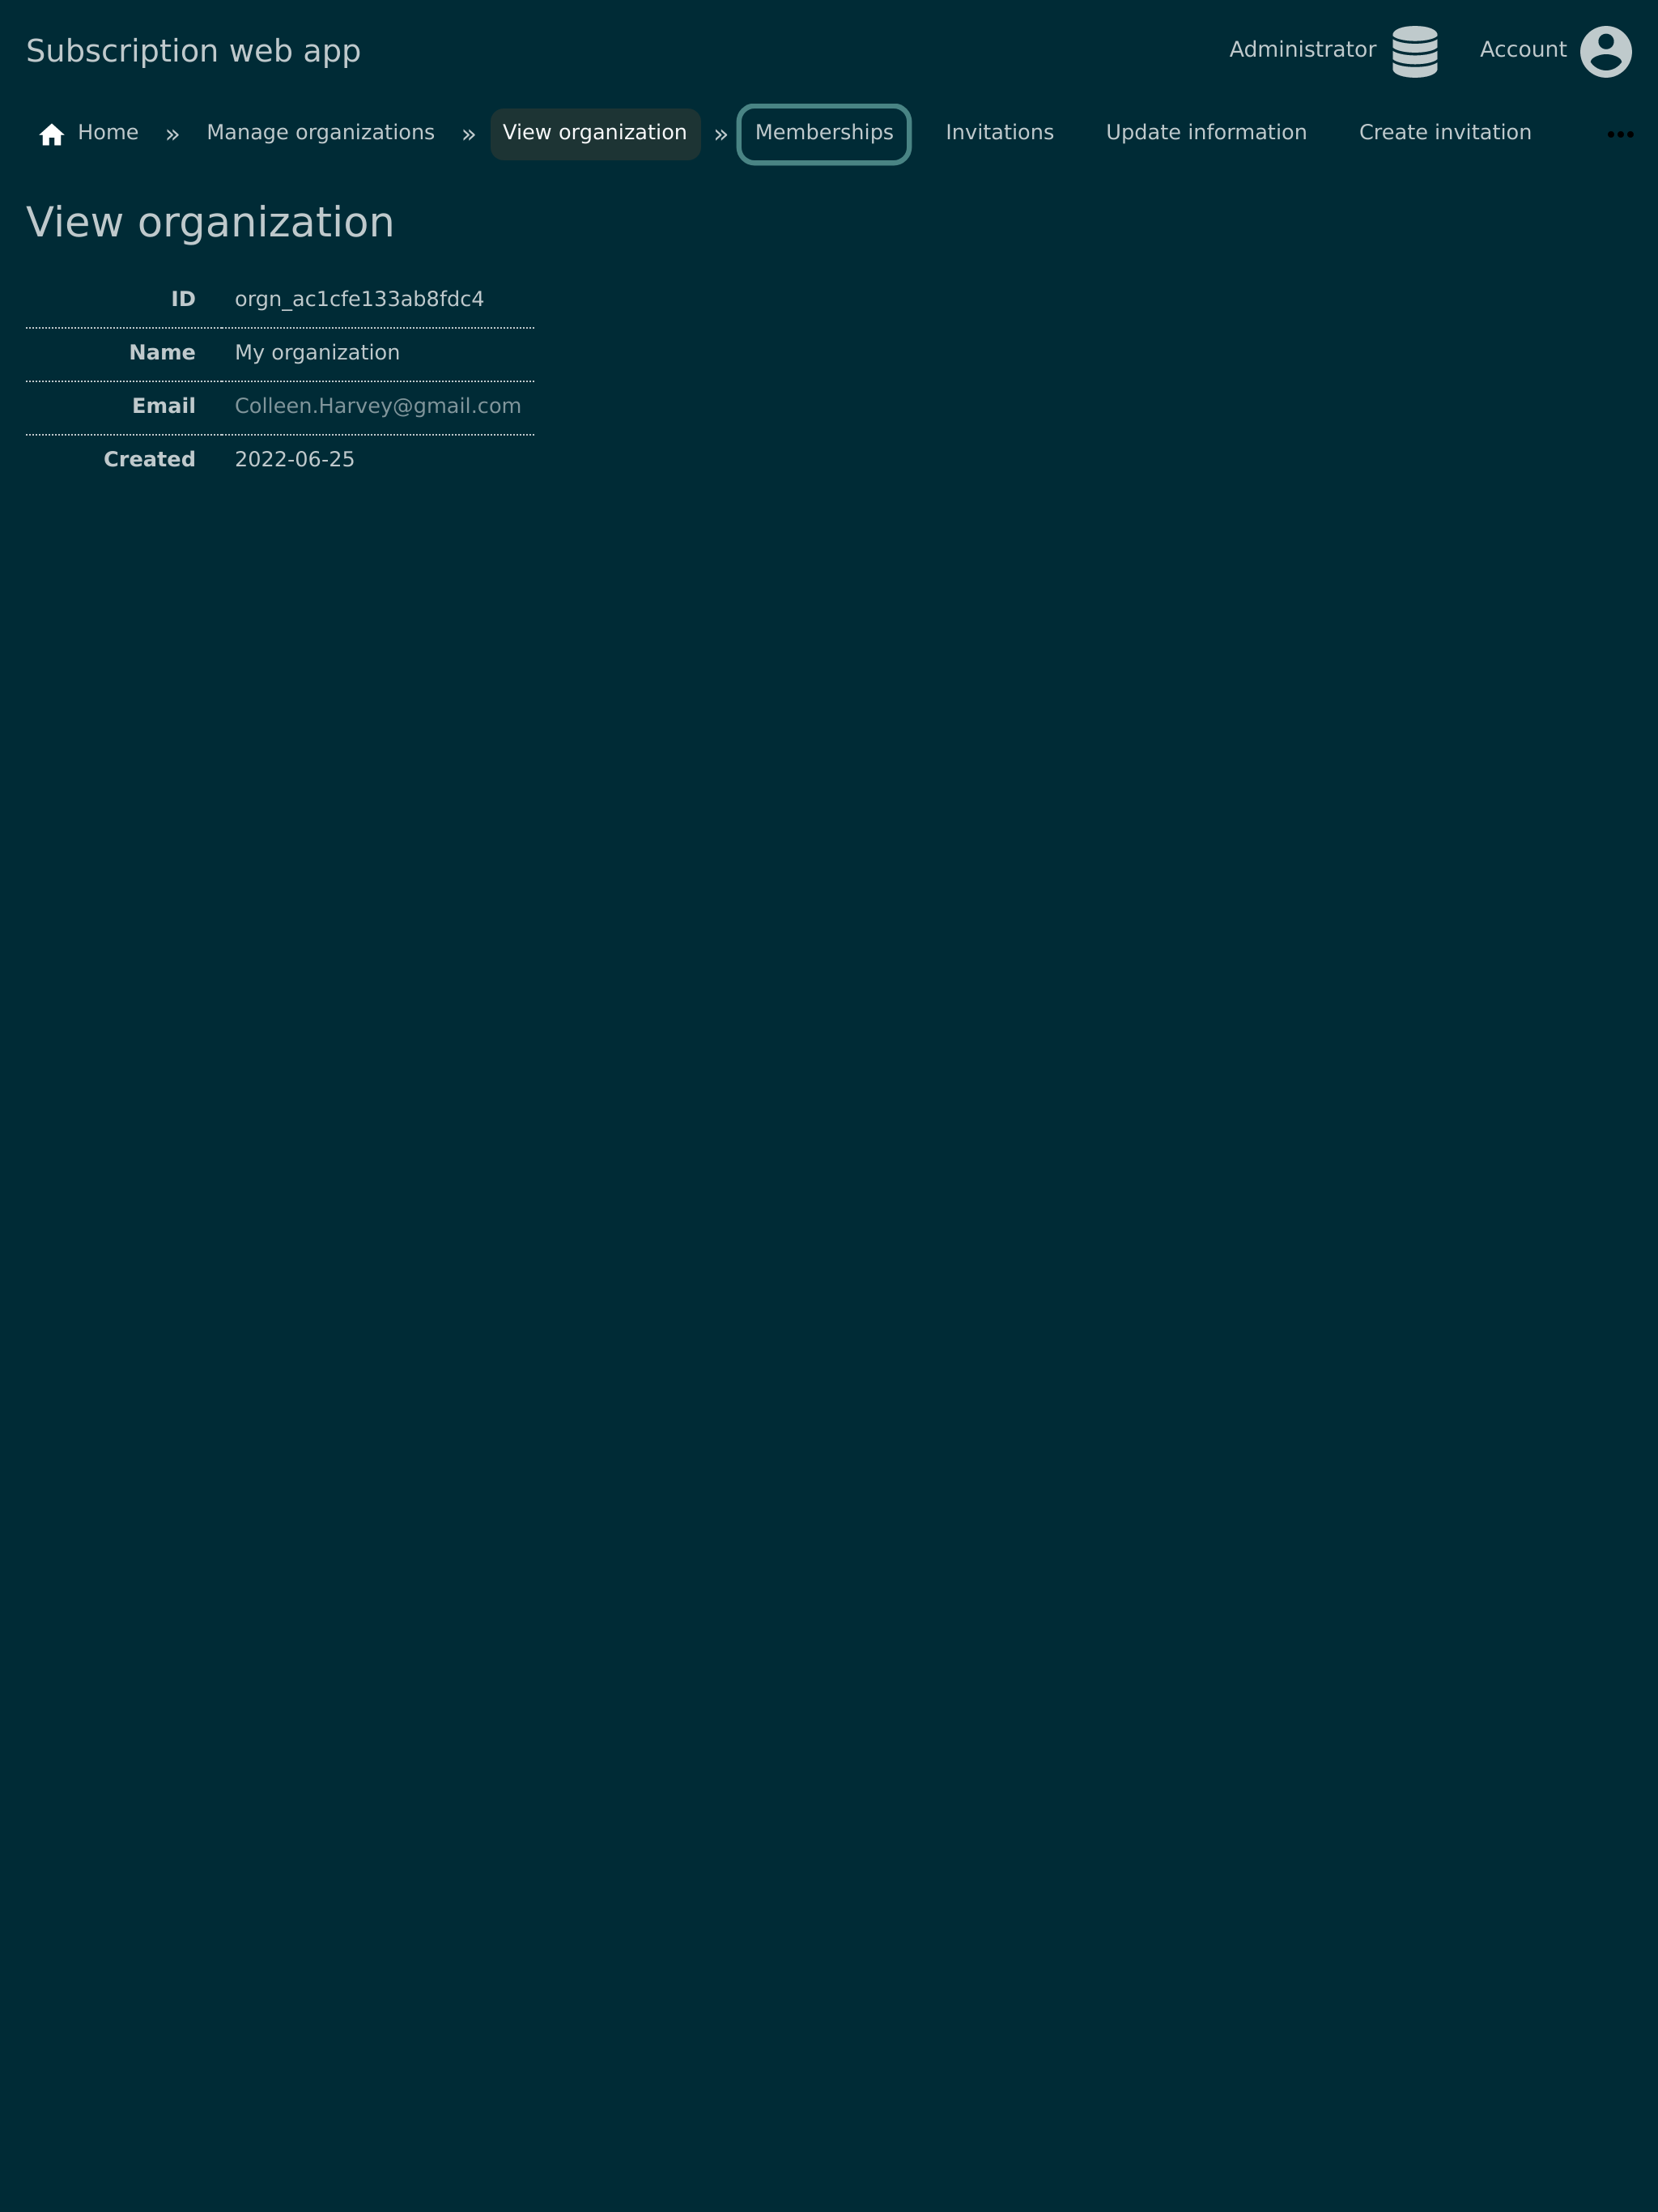 Subscription web app
Administrator
Account
Home » Manage organizations » View organization » Memberships Invitations Update information Create invitation •••
View organization
ID orgn_ac1cfe133ab8fdc4
Name My organization
Email Colleen.Harvey@gmail.com
Created 2022-06-25